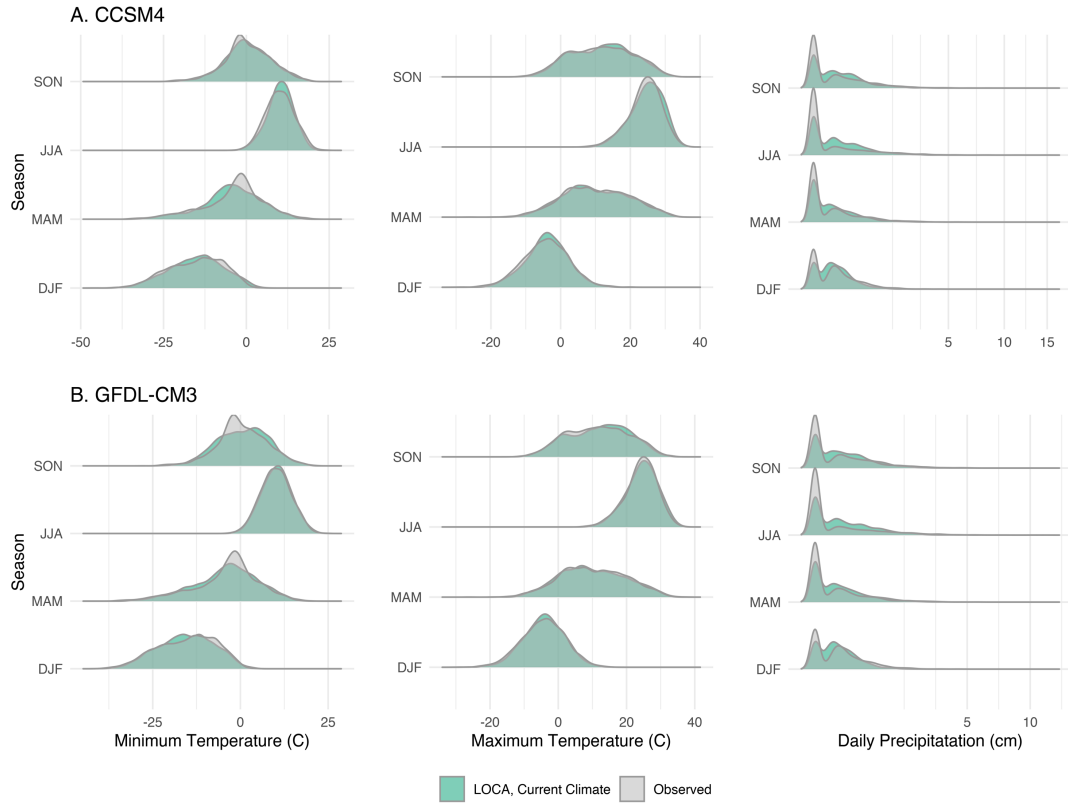 A. CCSM4
Season
SON
JJA
MAM
DJF
-50 -25 0 25
SON
JJA
MAM
DJF
-20 0 20 40
SON
JJA
MAM
DJF
5 10 15
B. GFDL-CM3
Season
SON
JJA
MAM
DJF
-25 0 25
Minimum Temperature (C)
SON
JJA
MAM
DJF
-20 0 20 40
Maximum Temperature (C)
SON
JJA
MAM
DJF
5 10
Daily Precipitatation (cm)
LOCA, Current Climate Observed